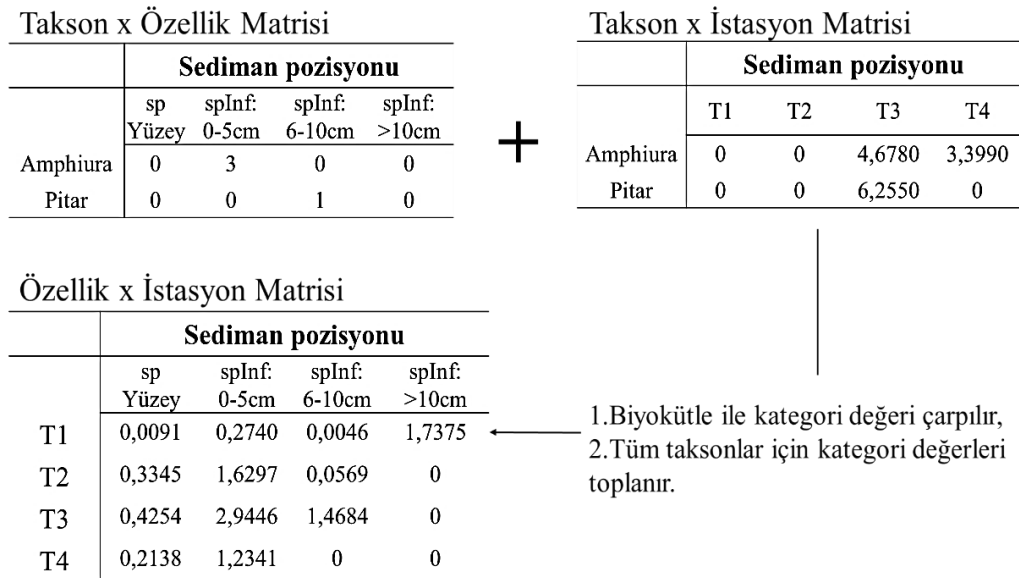 Takson x Özellik Matrisi
Sediman pozisyonu
sp Yüzey spInf: 0-5cm spInf: 6-10cm spInf: >10cm
Amphiura 0 3 0 0
Pitar 0 0 1 0
+
Takson x İstasyon Matrisi
Sediman pozisyonu
T1 T2 T3 T4
Amphiura 0 0 4,6780 3,3990
Pitar 0 0 6,2550 0
Özellik x İstasyon Matrisi
Sediman pozisyonu
sp Yüzey spInf: 0-5cm spInf: 6-10cm spInf: >10cm
T1 0,0091 0,2740 0,0046 1,7375
T2 0,3345 1,6297 0,0569 0
T3 0,4254 2,9446 1,4684 0
T4 0,2138 1,2341 0 0
1.Biyokütle ile kategori değeri çarpılır,
2.Tüm taksonlar için kategori değerleri
toplanır.